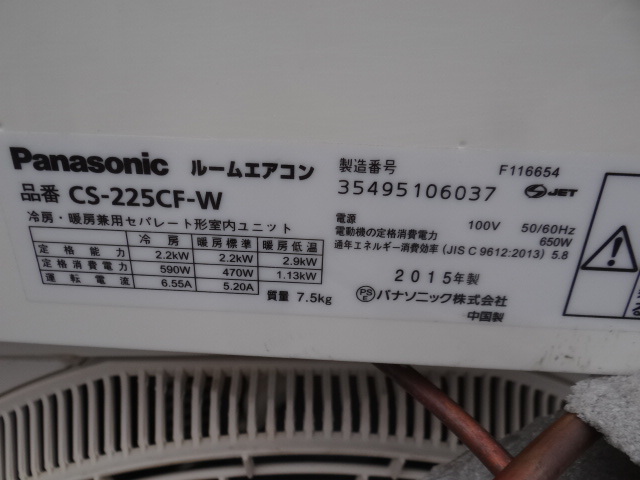 Panasonic ルームエアコン
品番 CS-225CF-W
冷房・暖房兼用セパレート形室内ユニット
冷房 暖房標準 暖房低温
定格能力 2.2kW 2.2kW 2.9kW
定格消費電力 590W 470W 1.13kW
運転電流 6.55A 5.20A
質量 7.5kg
製造番号 F116654
35495106037 JET
電源 100V 50/60Hz
電動機の定格消費電力 650W
通年エネルギー消費効率 (JIS C 9612:2013) 5.8
2015年製
PSE パナソニック株式会社
中国製